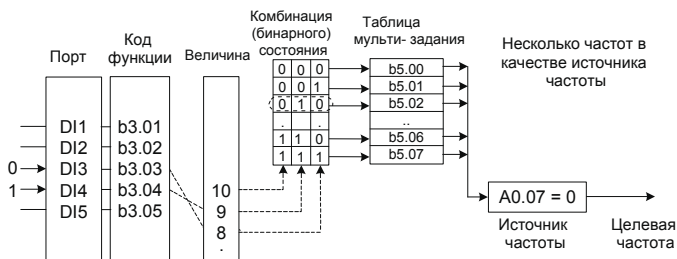 Порт
Код
функции
Величина
Комбинация
(бинарного)
состояния
Таблица
мульти- задания
Несколько частот в
качестве источника
частоты
DI1 b3.01
DI2 b3.02
0 DI3 b3.03
1 DI4 b3.04
DI5 b3.05
10
9
8
.
0 0 0 b5.00
0 0 1 b5.01
0 1 0 b5.02
. . . ..
1 1 0 b5.06
1 1 1 b5.07
A0.07 = 0
Источник
частоты
Целевая
частота